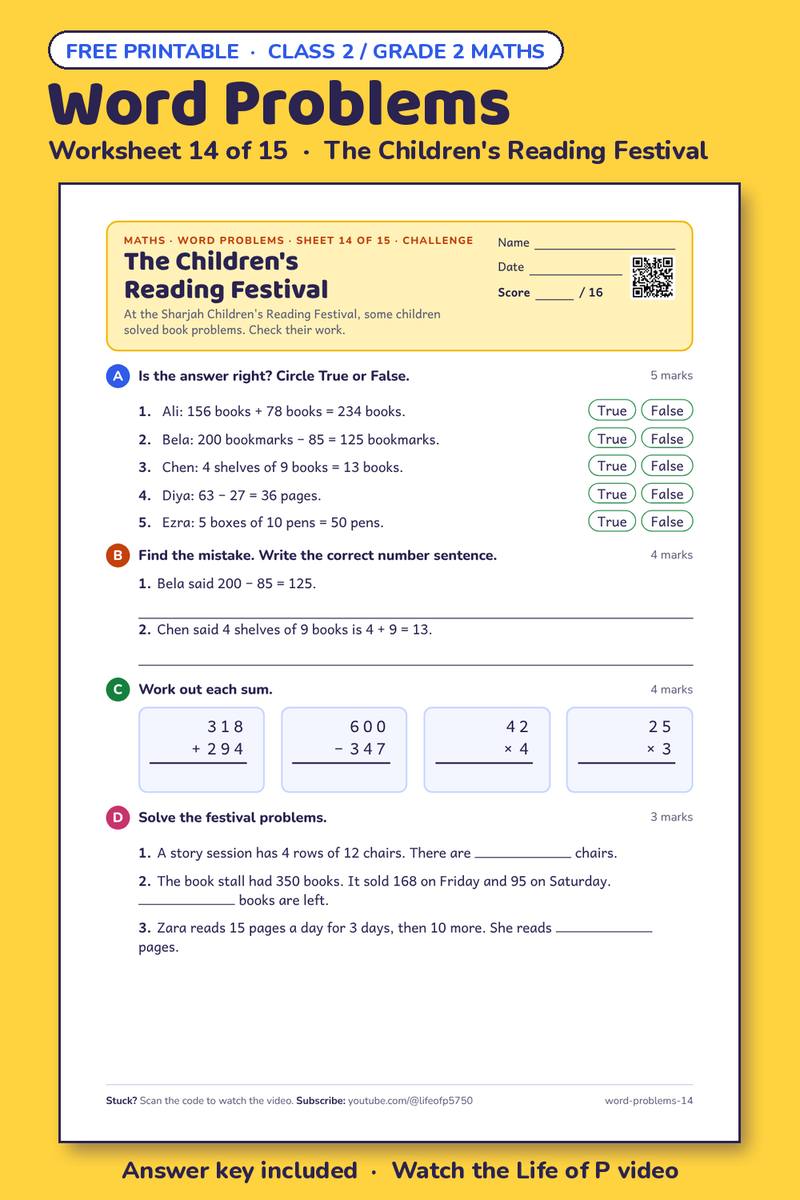 FREE PRINTABLE · CLASS 2 / GRADE 2 MATHS
Word Problems
Worksheet 14 of 15 · The Children's Reading Festival
MATHS · WORD PROBLEMS · SHEET 14 OF 15 · CHALLENGE
The Children's
Reading Festival
At the Sharjah Children's Reading Festival, some children
solved book problems. Check their work.
Name
Date
Score / 16
A Is the answer right? Circle True or False. 5 marks
1. Ali: 156 books + 78 books = 234 books. True False
2. Bela: 200 bookmarks − 85 = 125 bookmarks. True False
3. Chen: 4 shelves of 9 books = 13 books. True False
4. Diya: 63 − 27 = 36 pages. True False
5. Ezra: 5 boxes of 10 pens = 50 pens. True False
B Find the mistake. Write the correct number sentence. 4 marks
1. Bela said 200 − 85 = 125.
2. Chen said 4 shelves of 9 books is 4 + 9 = 13.
C Work out each sum. 4 marks
318 600 42 25
+ 294 − 347 × 4 × 3
D Solve the festival problems. 3 marks
1. A story session has 4 rows of 12 chairs. There are ____ chairs.
2. The book stall had 350 books. It sold 168 on Friday and 95 on Saturday.
____ books are left.
3. Zara reads 15 pages a day for 3 days, then 10 more. She reads ____
pages.
Stuck? Scan the code to watch the video. Subscribe: youtube.com/@lifeofp5750 word-problems-14
Answer key included · Watch the Life of P video